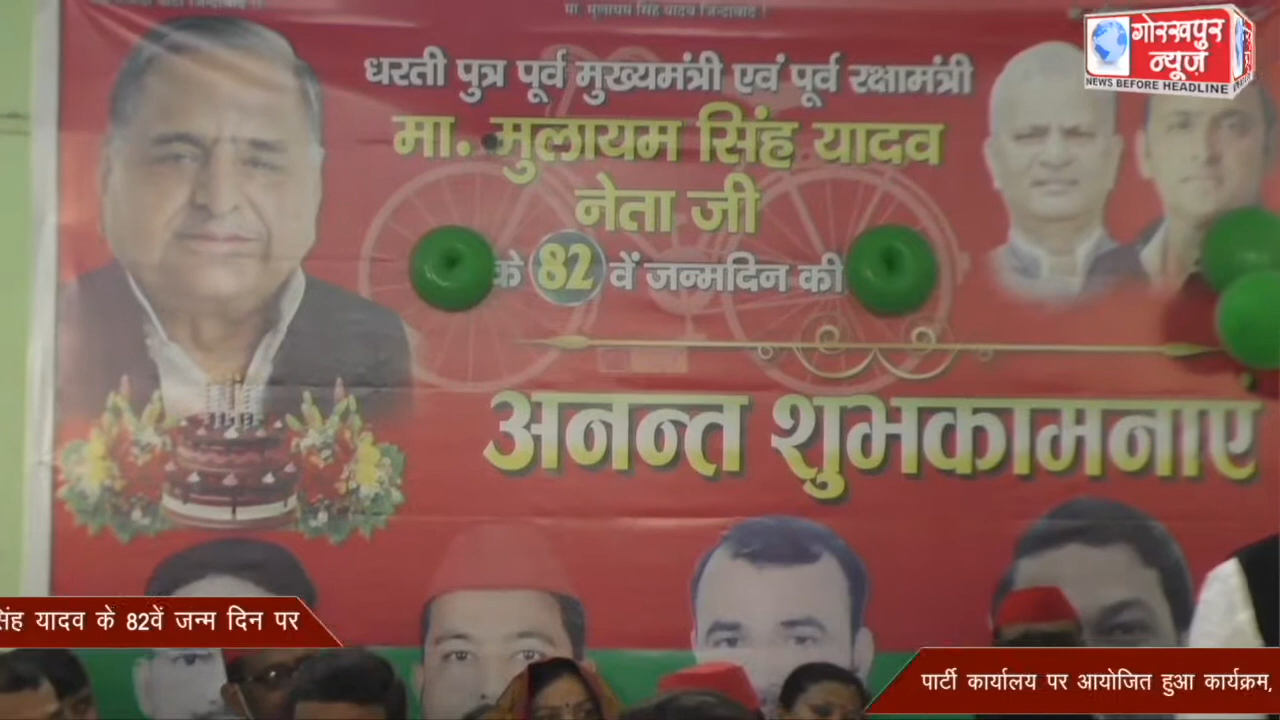 मा. मुलायम सिंह यादव जिन्दाबाद !
गोरखपुर
न्यूज़
NEWS BEFORE HEADLINE
धरती पुत्र पूर्व मुख्यमंत्री एवं पूर्व रक्षामंत्री
मा. मुलायम सिंह यादव
नेता जी
के 82 वें जन्मदिन की
अनन्त शुभकामनाएं
सिंह यादव के 82वें जन्म दिन पर
पार्टी कार्यालय पर आयोजित हुआ कार्यक्रम,